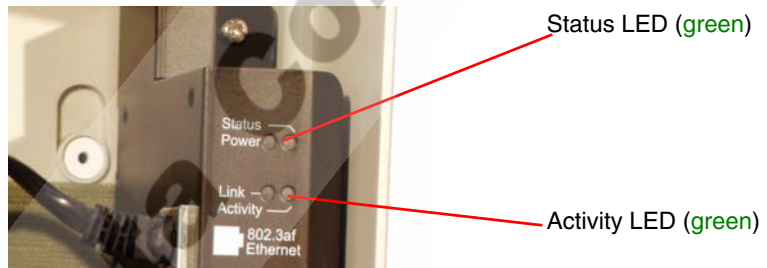 Status LED (green)
Status
Power
Link
Activity
802.3af
Ethernet
Activity LED (green)